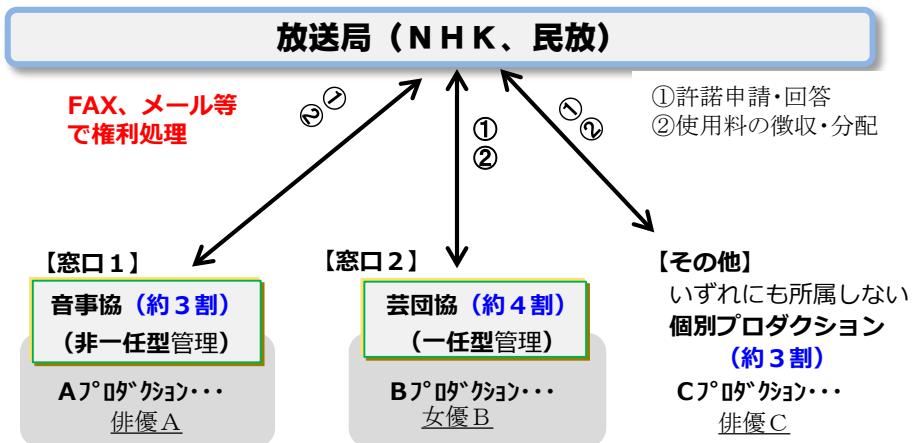 放送局（ＮＨＫ、民放）
FAX、メール等
で権利処理
①許諾申請・回答
②使用料の徴収・分配
①
②
①
②
①
②
【窓口１】
音事協（約３割）
（非一任型管理）
Aﾌﾟﾛﾀﾞｸｼｮﾝ・・・
俳優Ａ
【窓口２】
芸団協（約４割）
（一任型管理）
Bﾌﾟﾛﾀﾞｸｼｮﾝ・・・
女優Ｂ
【その他】
いずれにも所属しない
個別プロダクション
（約３割）
Cﾌﾟﾛﾀﾞｸｼｮﾝ・・・
俳優Ｃ